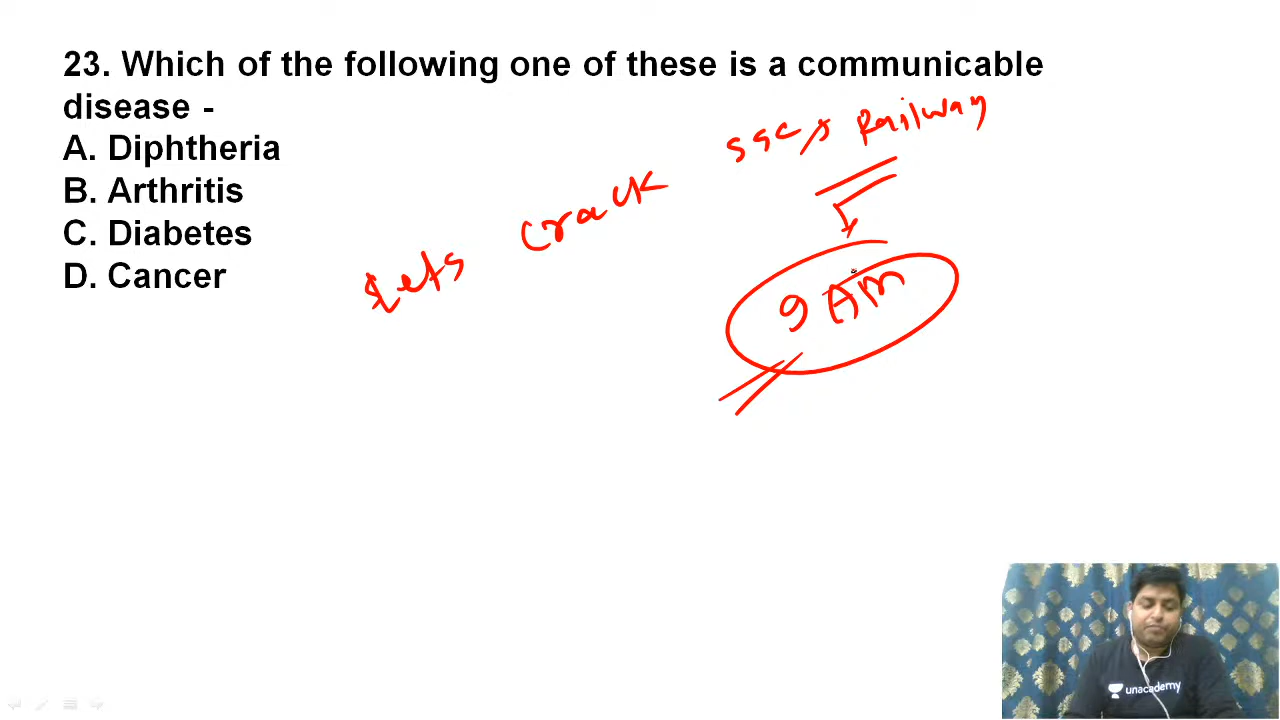 23. Which of the following one of these is a communicable
disease -
A. Diphtheria
B. Arthritis
C. Diabetes
D. Cancer
Lets crack SSC, Railway
9 AM
unacademy